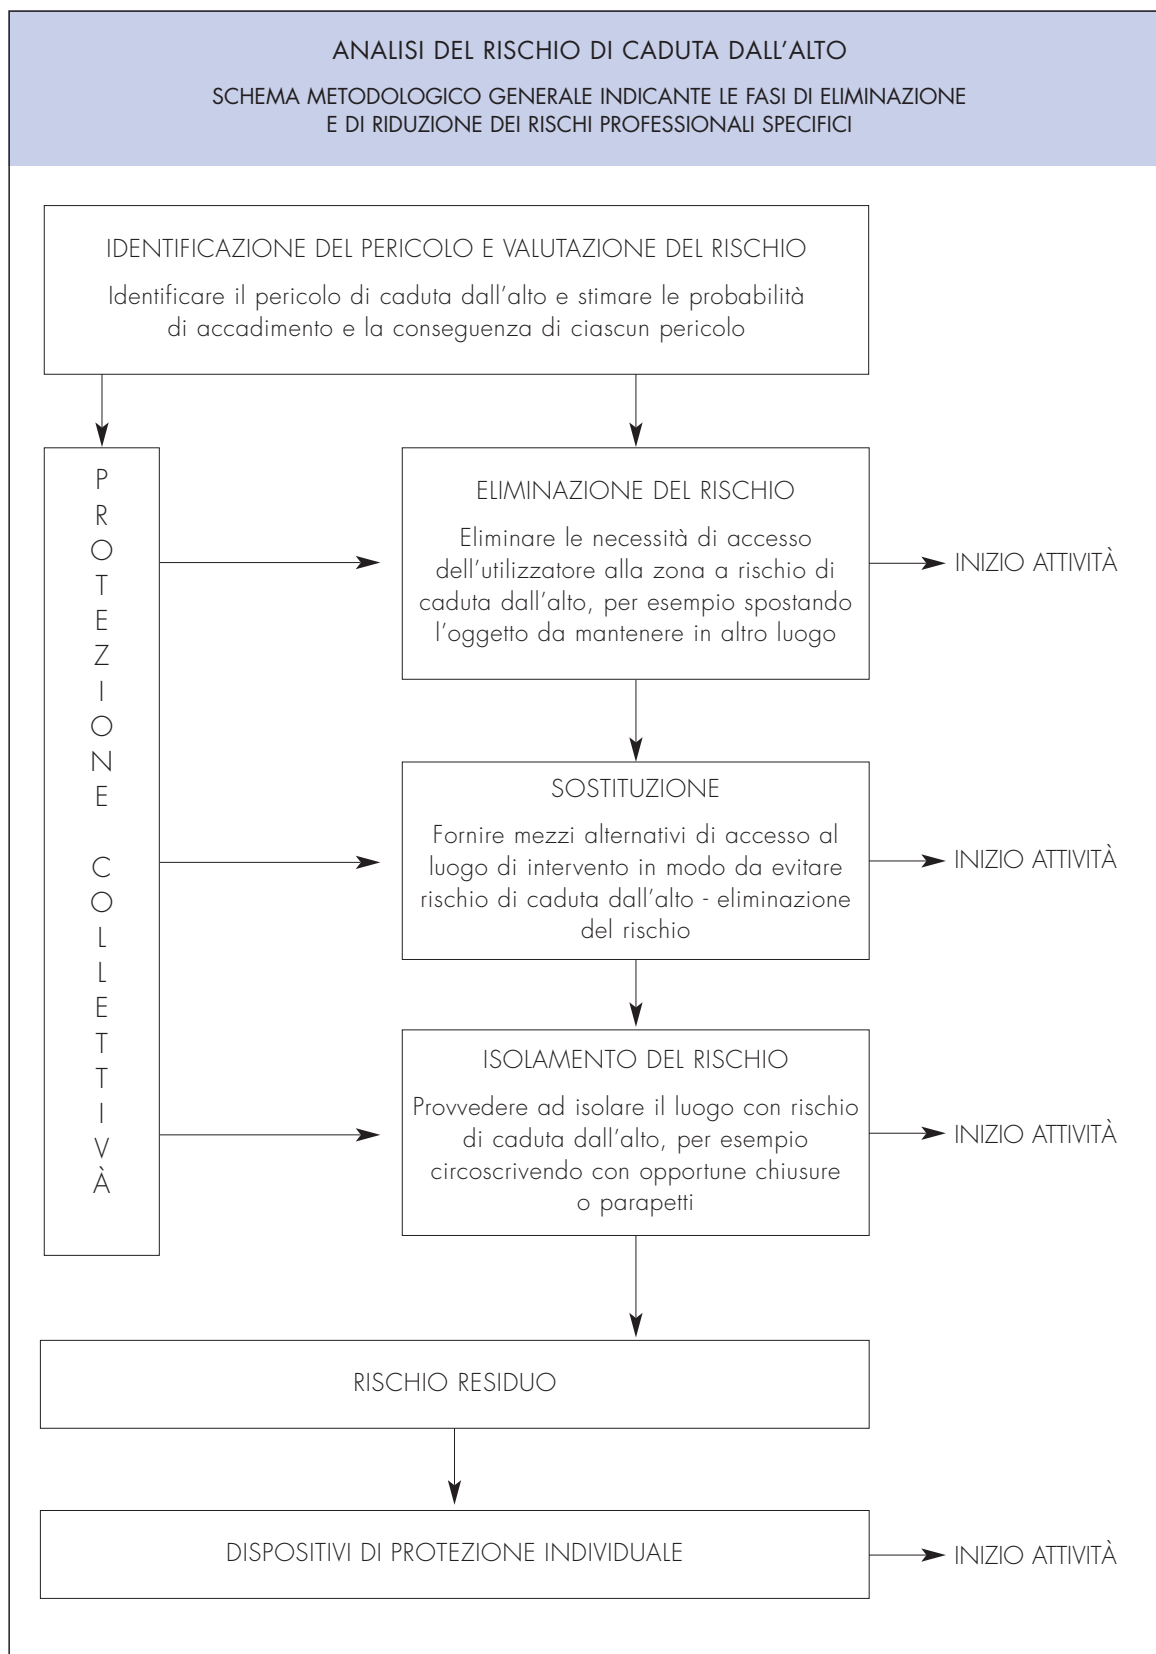 ANALISI DEL RISCHIO DI CADUTA DALL'ALTO
SCHEMA METODOLOGICO GENERALE INDICANTE LE FASI DI ELIMINAZIONE
E DI RIDUZIONE DEI RISCHI PROFESSIONALI SPECIFICI
IDENTIFICAZIONE DEL PERICOLO E VALUTAZIONE DEL RISCHIO
Identificare il pericolo di caduta dall'alto e stimare le probabilità
di accadimento e la conseguenza di ciascun pericolo
PROTEZIONE COLLETTIVÀ
ELIMINAZIONE DEL RISCHIO
Eliminare le necessità di accesso
dell'utilizzatore alla zona a rischio di
caduta dall'alto, per esempio spostando
l'oggetto da mantenere in altro luogo
INIZIO ATTIVITÀ
SOSTITUZIONE
Fornire mezzi alternativi di accesso al
luogo di intervento in modo da evitare
rischio di caduta dall'alto - eliminazione
del rischio
INIZIO ATTIVITÀ
ISOLAMENTO DEL RISCHIO
Provvedere ad isolare il luogo con rischio
di caduta dall'alto, per esempio
circoscrivendo con opportune chiusure
o parapetti
INIZIO ATTIVITÀ
RISCHIO RESIDUO
DISPOSITIVI DI PROTEZIONE INDIVIDUALE
INIZIO ATTIVITÀ